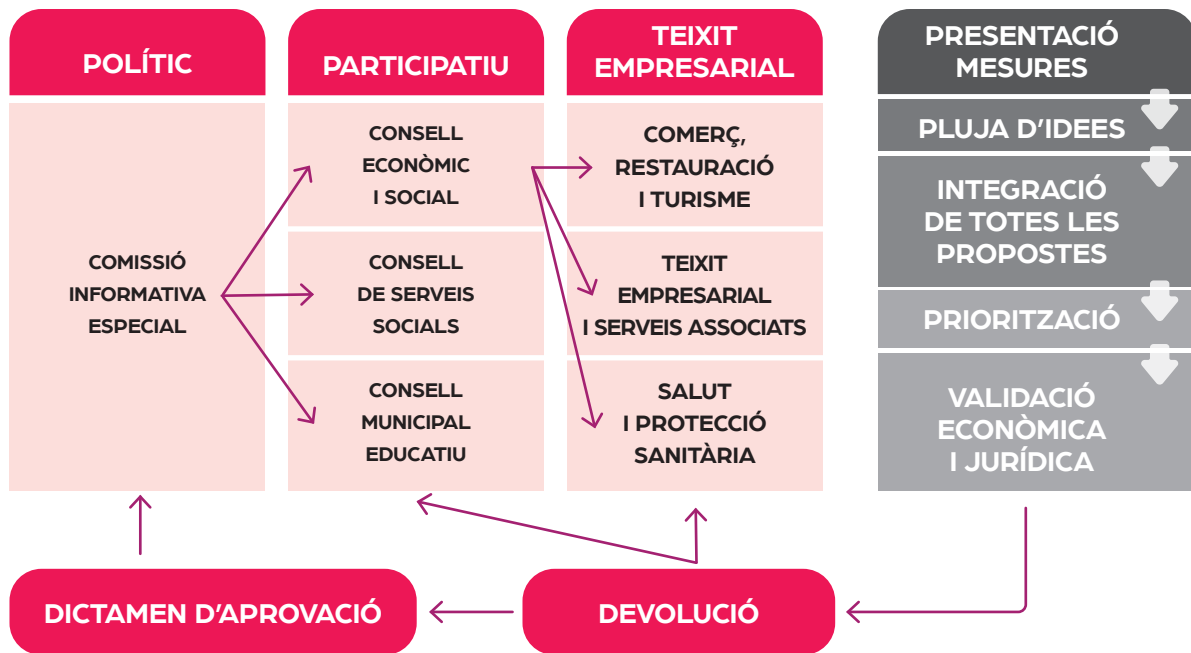 POLÍTIC
COMISSIÓ
INFORMATIVA
ESPECIAL
PARTICIPATIU
CONSELL
ECONÒMIC
I SOCIAL
CONSELL
DE SERVEIS
SOCIALS
CONSELL
MUNICIPAL
EDUCATIU
TEIXIT
EMPRESARIAL
COMERÇ,
RESTAURACIÓ
I TURISME
TEIXIT
EMPRESARIAL
I SERVEIS ASSOCIATS
SALUT
I PROTECCIÓ
SANITÀRIA
PRESENTACIÓ
MESURES
PLUJA D'IDEES
INTEGRACIÓ
DE TOTES LES
PROPOSTES
PRIORITZACIÓ
VALIDACIÓ
ECONÒMICA
I JURÍDICA
DICTAMEN D'APROVACIÓ
DEVOLUCIÓ